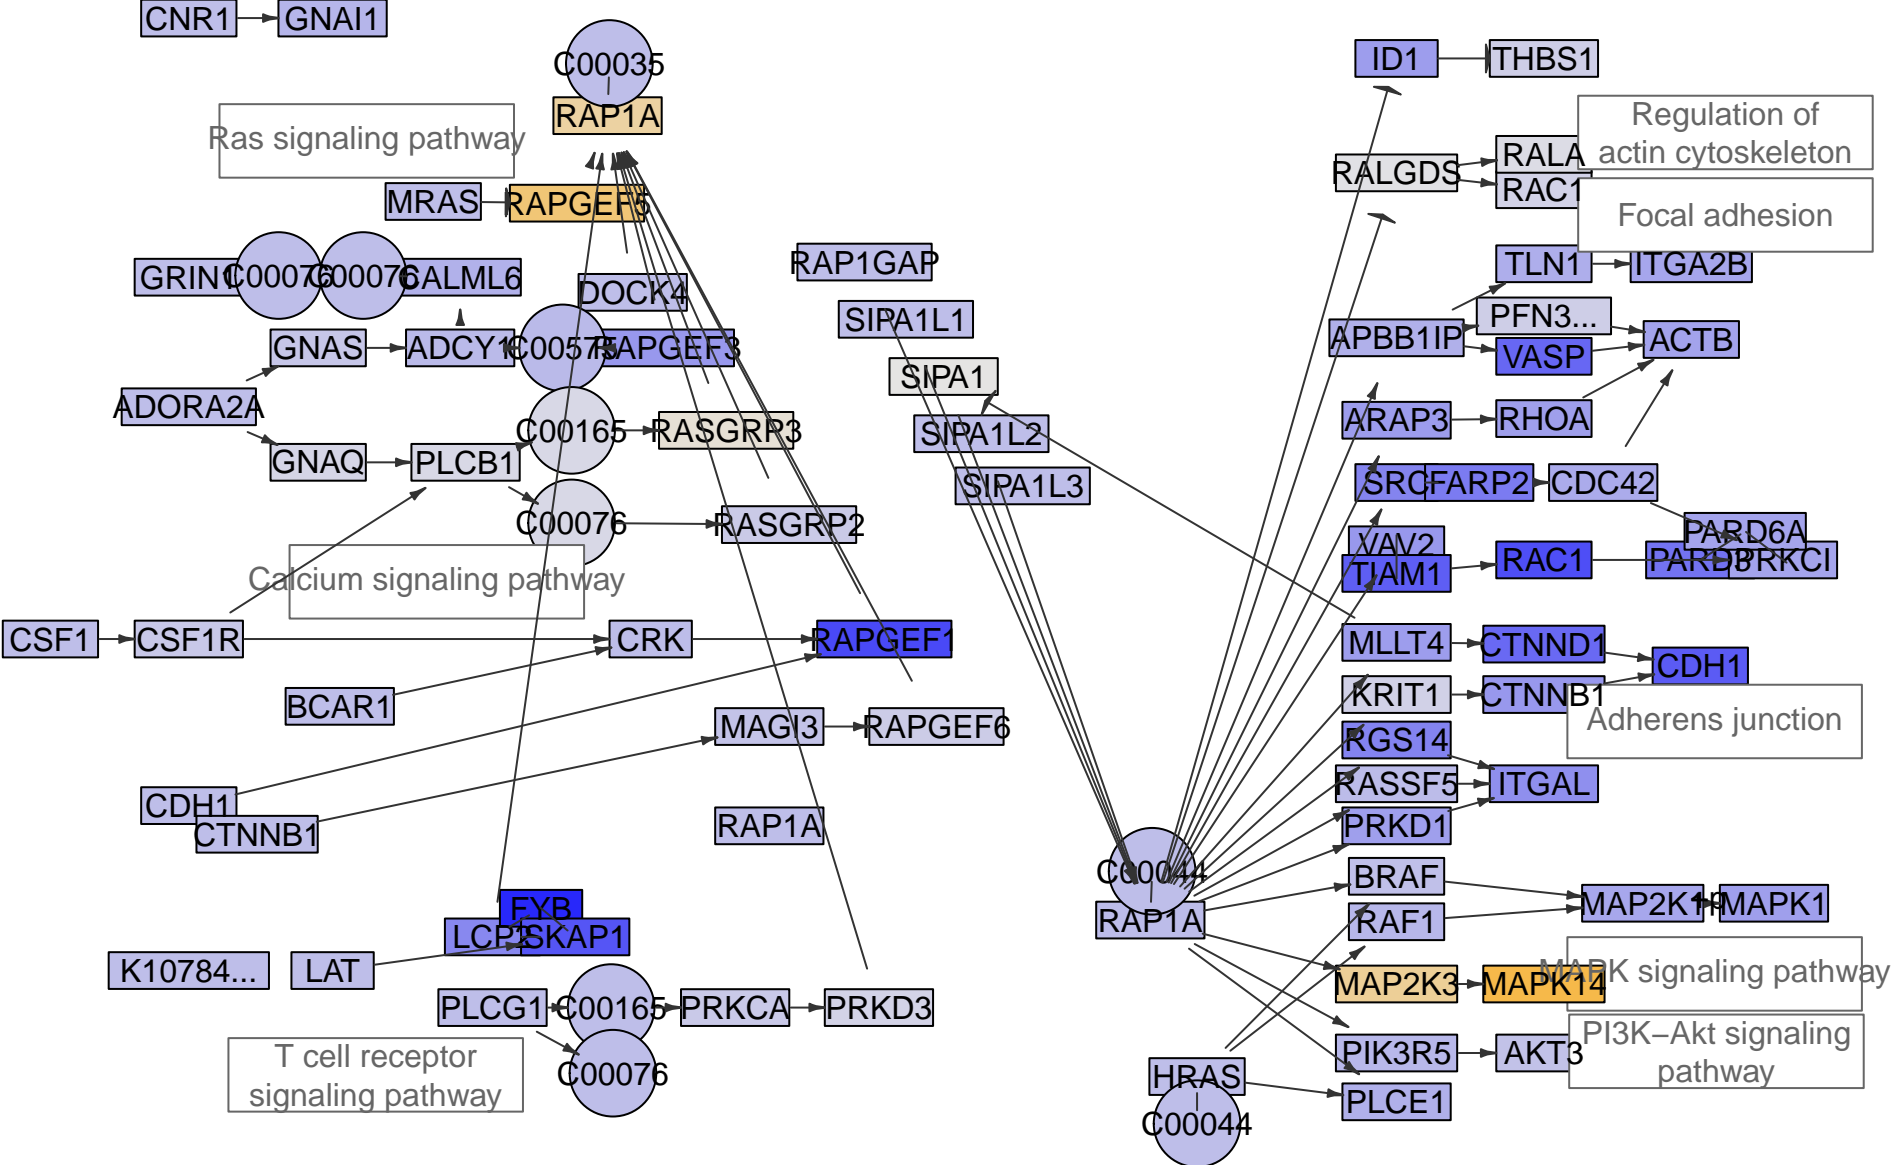 CNR1
GNAI1
C00035
RAP1A
Ras signaling pathway
MRAS
RAPGEF5
GRIN1
C00076
C00076
CALML6
DOCK4
RAP1GAP
SIPA1L1
GNAS
ADCY1
C00575
RAPGEF3
SIPA1
ADORA2A
C00165
RASGRP3
SIPA1L2
GNAQ
PLCB1
SIPA1L3
C00076
RASGRP2
Calcium signaling pathway
CSF1
CSF1R
CRK
RAPGEF1
BCAR1
MAGI3
RAPGEF6
CDH1
CTNNB1
RAP1A
FYB
LCP2
SKAP1
K10784...
LAT
PLCG1
C00165
PRKCA
PRKD3
T cell receptor
signaling pathway
C00076
C00044
RAP1A
HRAS
C00044
ID1
THBS1
Regulation of
actin cytoskeleton
RALGDS
RALA
RAC1
Focal adhesion
TLN1
ITGA2B
PFN3...
APBB1IP
VASP
ACTB
ARAP3
RHOA
SRC
FARP2
CDC42
PARD6A
VAV2
TIAM1
RAC1
PARD3
PRKCI
MLLT4
CTNND1
CDH1
KRIT1
CTNNB1
Adherens junction
RGS14
RASSF5
ITGAL
PRKD1
BRAF
MAP2K1
+p
MAPK1
RAF1
MAP2K3
MAPK14
MAPK signaling pathway
PIK3R5
AKT3
PI3K−Akt signaling
pathway
PLCE1